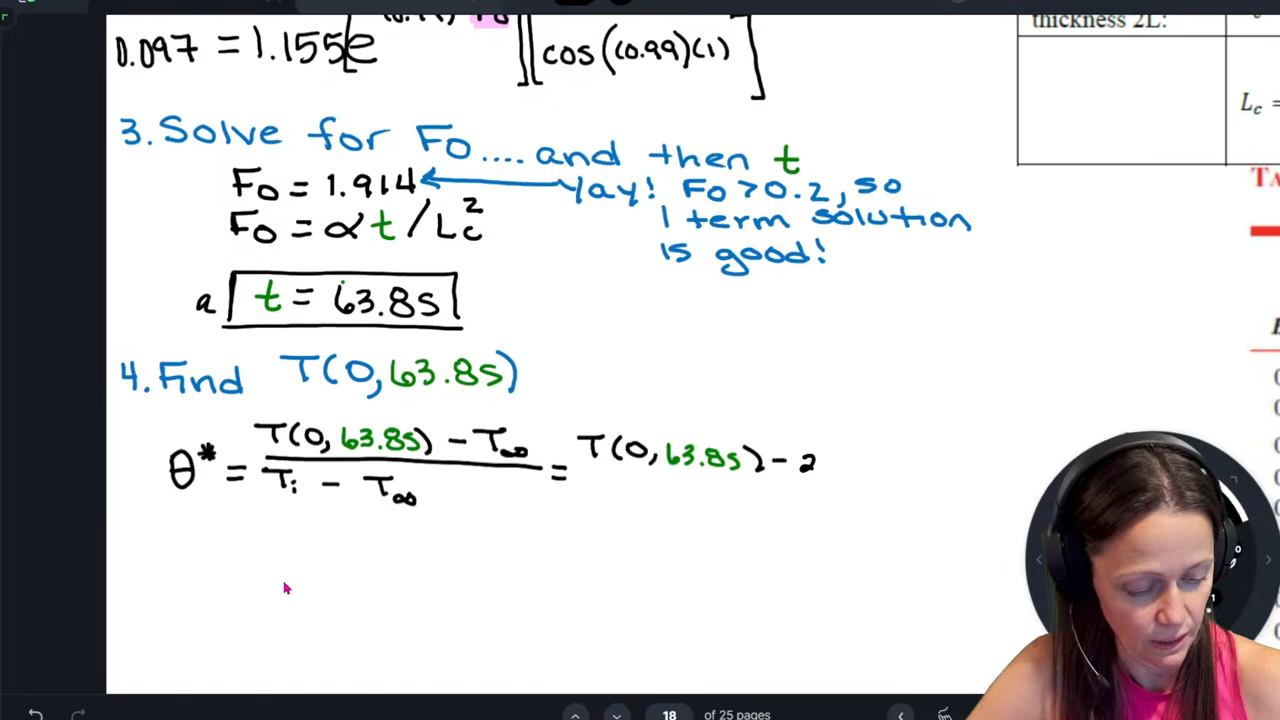 thickness 2L:
0.097 = 1.155[e ][cos((0.99)(1)]
L_c =
3. Solve for Fo.... and then t
Fo = 1.914
Yay! Fo > 0.2, so
1 term solution
is good!
Fo = αt/L_c^2
a t = 63.8s
4. Find T(0, 63.8s)
θ* = T(0, 63.8s) - T∞ / Ti - T∞ = T(0, 63.8s) - 2
18 of 25 pages